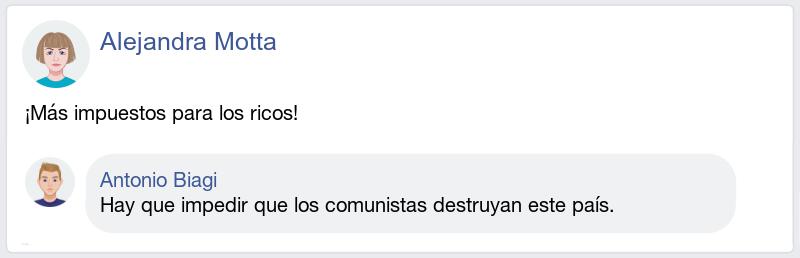 Alejandra Motta
¡Más impuestos para los ricos!
Antonio Biagi
Hay que impedir que los comunistas destruyan este país.